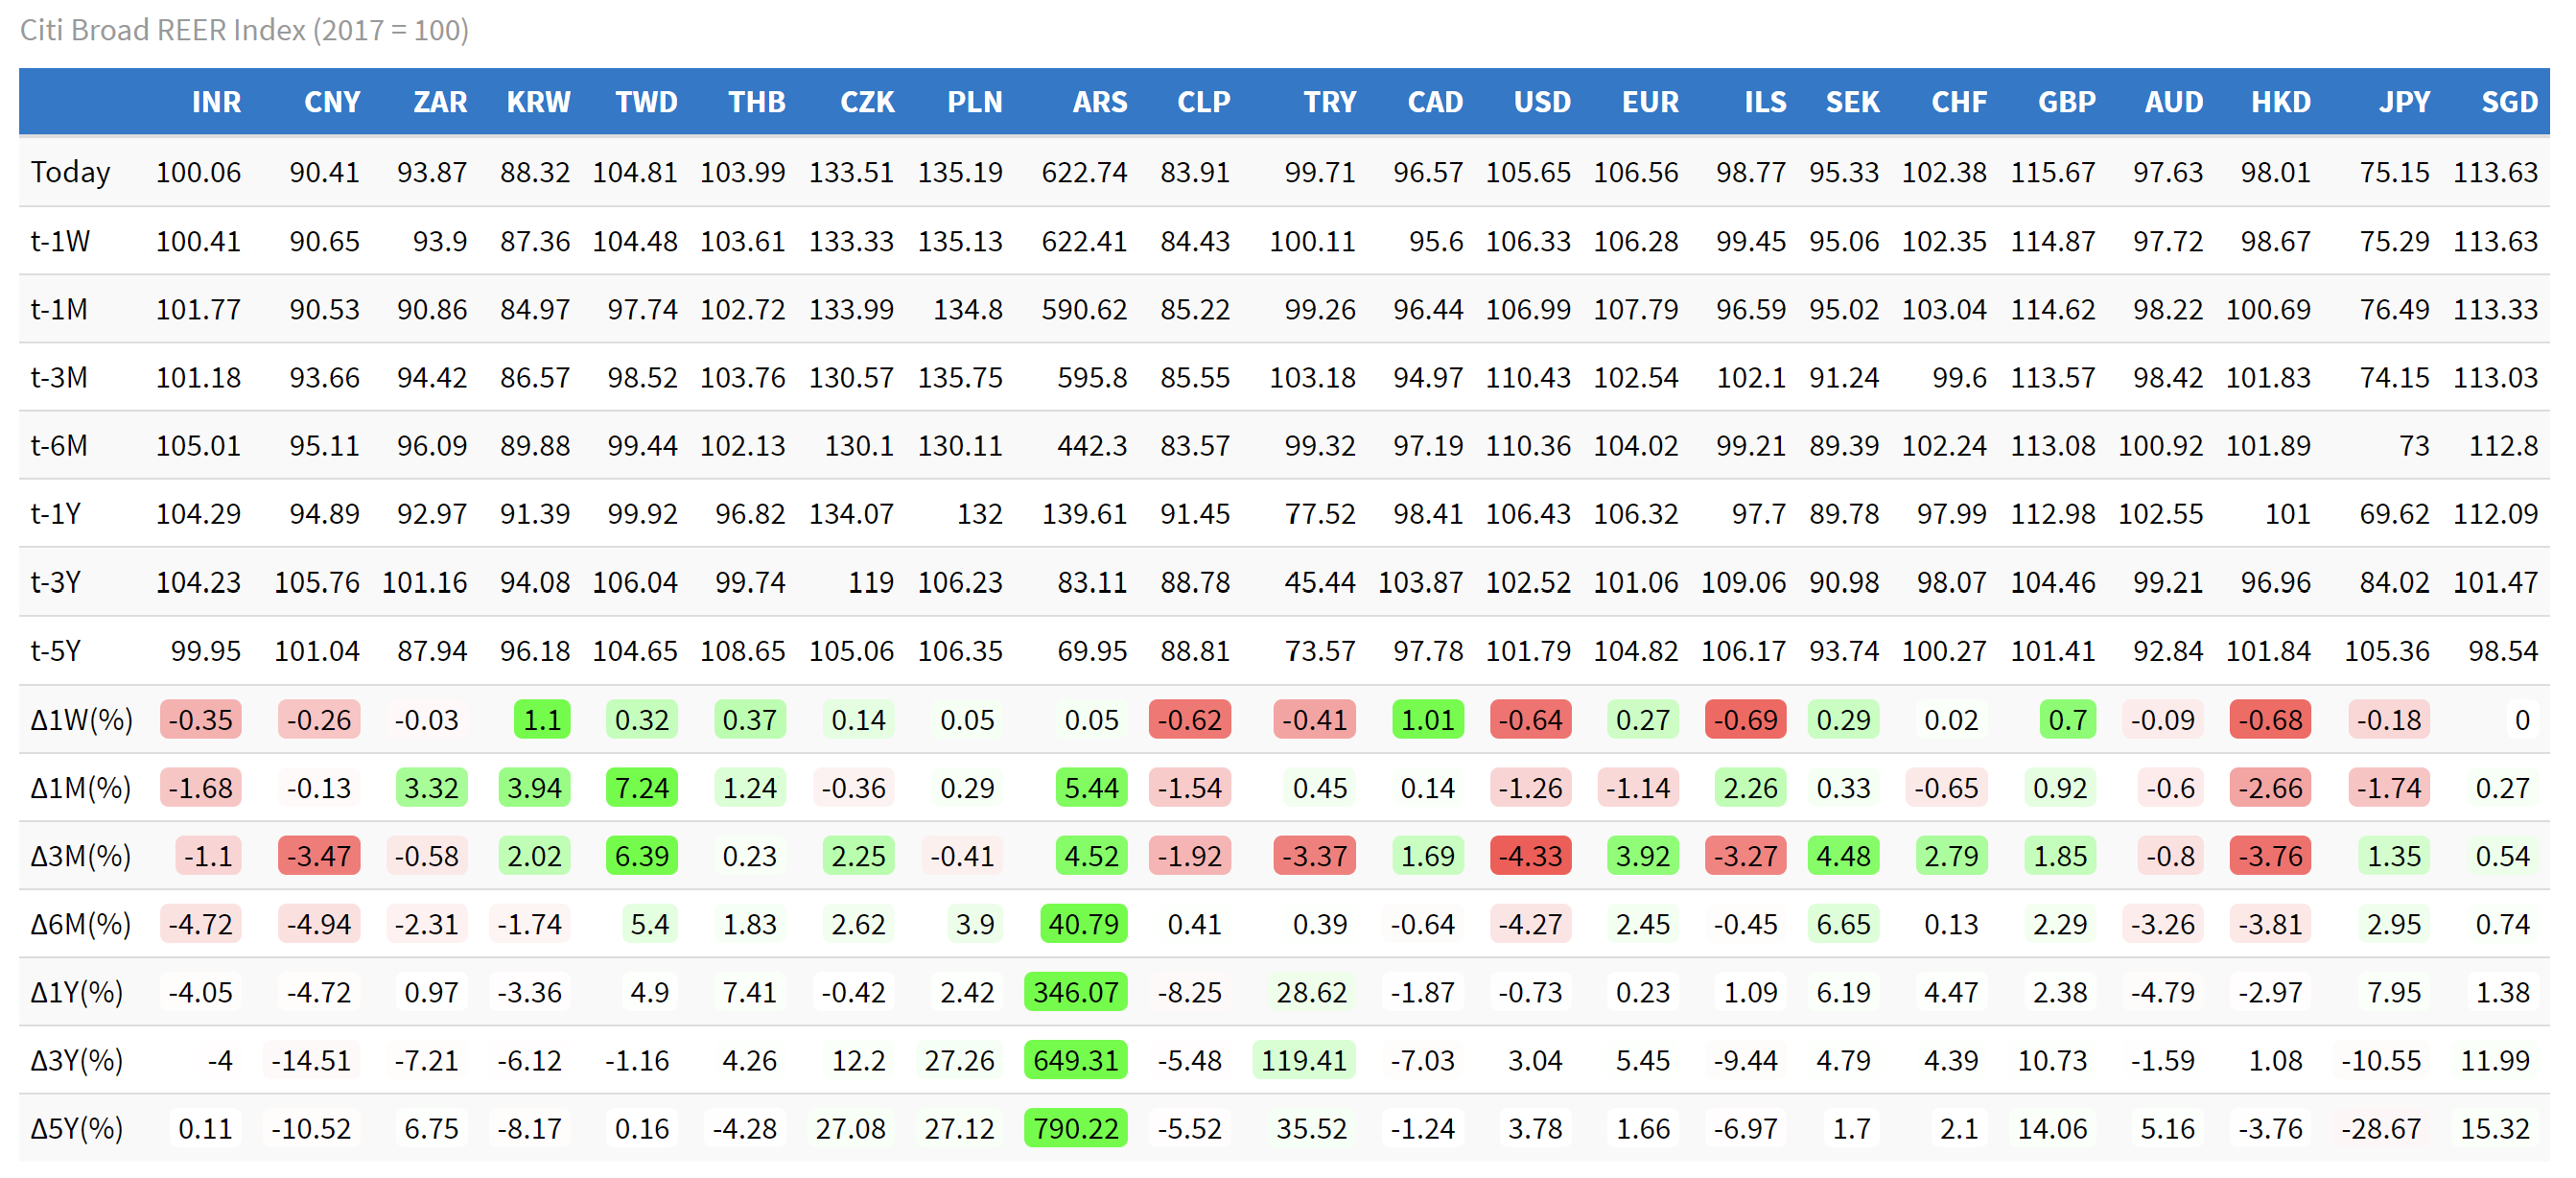 Citi Broad REER Index (2017 = 100)
INR CNY ZAR KRW TWD THB CZK PLN ARS CLP TRY CAD USD EUR ILS SEK CHF GBP AUD HKD JPY SGD
Today 100.06 90.41 93.87 88.32 104.81 103.99 133.51 135.19 622.74 83.91 99.71 96.57 105.65 106.56 98.77 95.33 102.38 115.67 97.63 98.01 75.15 113.63
t-1W 100.41 90.65 93.9 87.36 104.48 103.61 133.33 135.13 622.41 84.43 100.11 95.6 106.33 106.28 99.45 95.06 102.35 114.87 97.72 98.67 75.29 113.63
t-1M 101.77 90.53 90.86 84.97 97.74 102.72 133.99 134.8 590.62 85.22 99.26 96.44 106.99 107.79 96.59 95.02 103.04 114.62 98.22 100.69 76.49 113.33
t-3M 101.18 93.66 94.42 86.57 98.52 103.76 130.57 135.75 595.8 85.55 103.18 94.97 110.43 102.54 102.1 91.24 99.6 113.57 98.42 101.83 74.15 113.03
t-6M 105.01 95.11 96.09 89.88 99.44 102.13 130.1 130.11 442.3 83.57 99.32 97.19 110.36 104.02 99.21 89.39 102.24 113.08 100.92 101.89 73 112.8
t-1Y 104.29 94.89 92.97 91.39 99.92 96.82 134.07 132 139.61 91.45 77.52 98.41 106.43 106.32 97.7 89.78 97.99 112.98 102.55 101 69.62 112.09
t-3Y 104.23 105.76 101.16 94.08 106.04 99.74 119 106.23 83.11 88.78 45.44 103.87 102.52 101.06 109.06 90.98 98.07 104.46 99.21 96.96 84.02 101.47
t-5Y 99.95 101.04 87.94 96.18 104.65 108.65 105.06 106.35 69.95 88.81 73.57 97.78 101.79 104.82 106.17 93.74 100.27 101.41 92.84 101.84 105.36 98.54
Δ1W(%) -0.35 -0.26 -0.03 1.1 0.32 0.37 0.14 0.05 0.05 -0.62 -0.41 1.01 -0.64 0.27 -0.69 0.29 0.02 0.7 -0.09 -0.68 -0.18 0
Δ1M(%) -1.68 -0.13 3.32 3.94 7.24 1.24 -0.36 0.29 5.44 -1.54 0.45 0.14 -1.26 -1.14 2.26 0.33 -0.65 0.92 -0.6 -2.66 -1.74 0.27
Δ3M(%) -1.1 -3.47 -0.58 2.02 6.39 0.23 2.25 -0.41 4.52 -1.92 -3.37 1.69 -4.33 3.92 -3.27 4.48 2.79 1.85 -0.8 -3.76 1.35 0.54
Δ6M(%) -4.72 -4.94 -2.31 -1.74 5.4 1.83 2.62 3.9 40.79 0.41 0.39 -0.64 -4.27 2.45 -0.45 6.65 0.13 2.29 -3.26 -3.81 2.95 0.74
Δ1Y(%) -4.05 -4.72 0.97 -3.36 4.9 7.41 -0.42 2.42 346.07 -8.25 28.62 -1.87 -0.73 0.23 1.09 6.19 4.47 2.38 -4.79 -2.97 7.95 1.38
Δ3Y(%) -4 -14.51 -7.21 -6.12 -1.16 4.26 12.2 27.26 649.31 -5.48 119.41 -7.03 3.04 5.45 -9.44 4.79 4.39 10.73 -1.59 1.08 -10.55 11.99
Δ5Y(%) 0.11 -10.52 6.75 -8.17 0.16 -4.28 27.08 27.12 790.22 -5.52 35.52 -1.24 3.78 1.66 -6.97 1.7 2.1 14.06 5.16 -3.76 -28.67 15.32